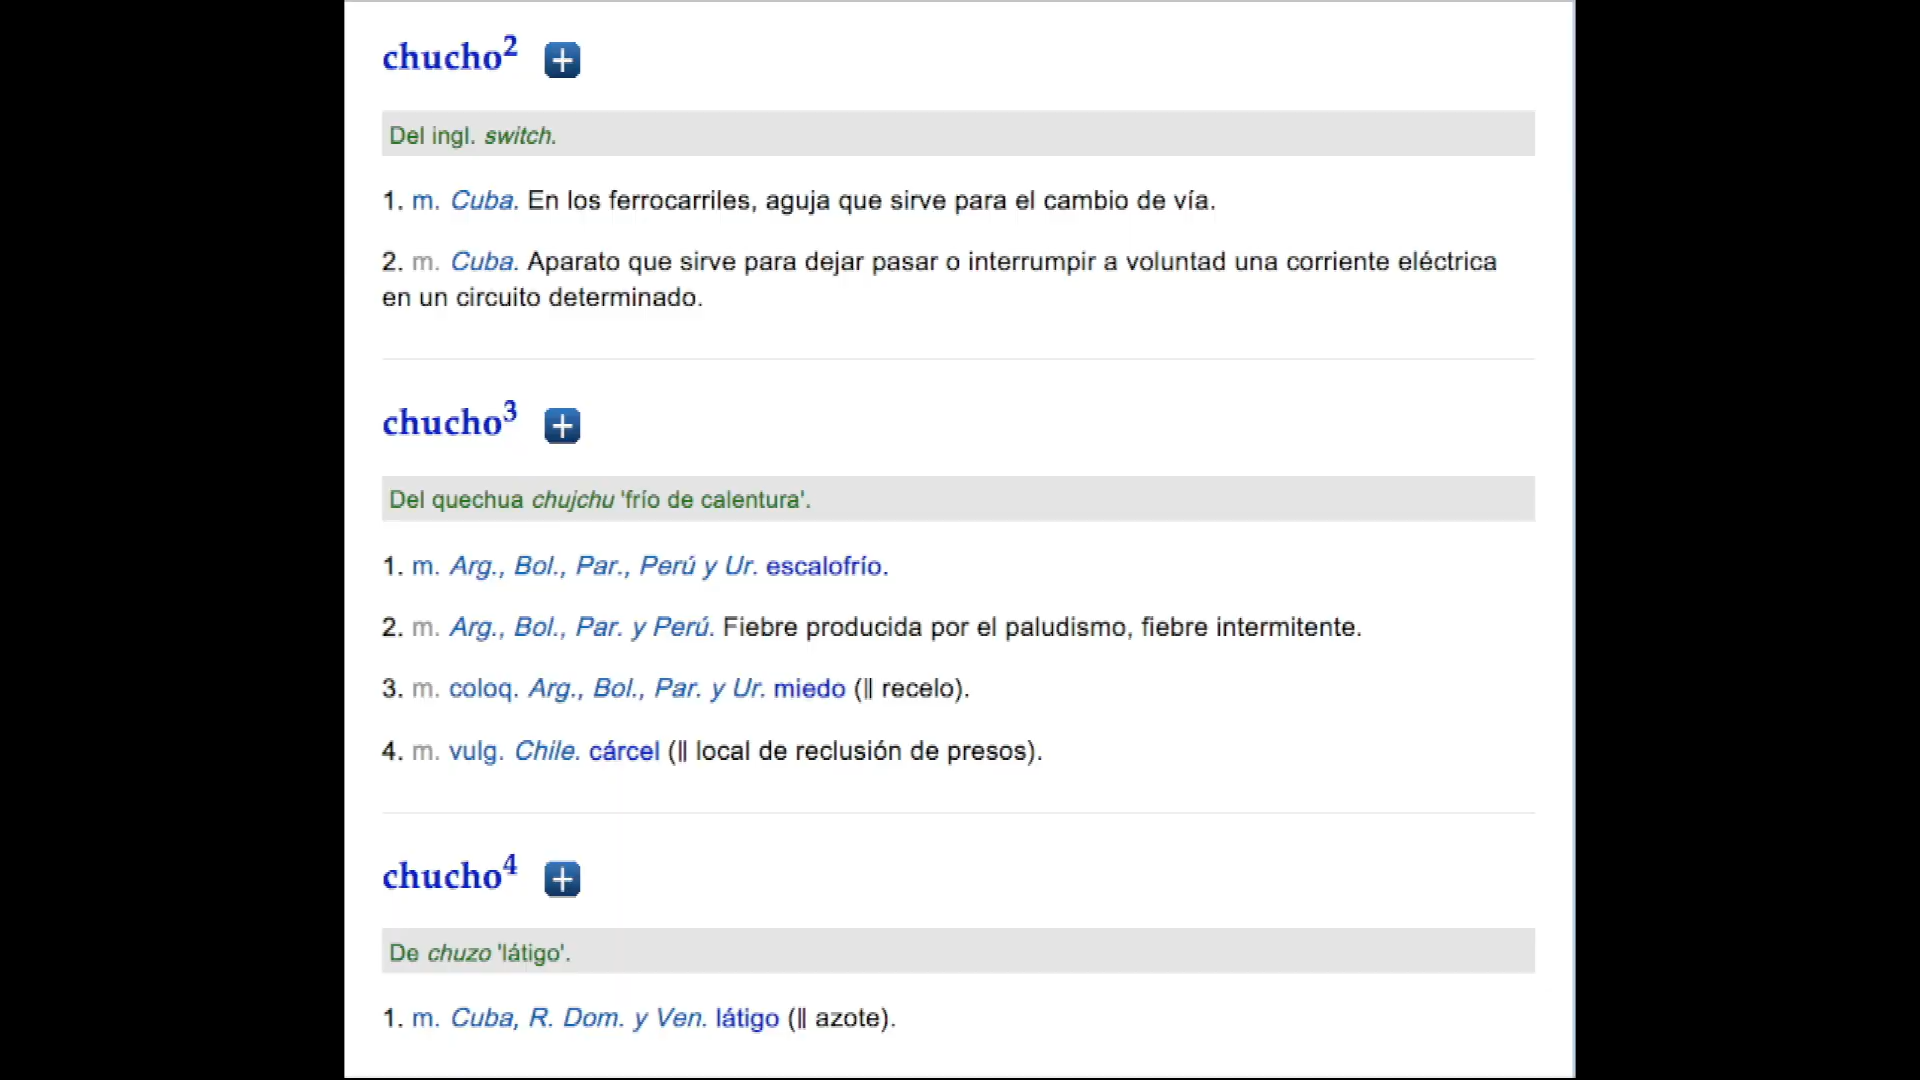 chucho²
Del ingl. switch.
1. m. Cuba. En los ferrocarriles, aguja que sirve para el cambio de vía.
2. m. Cuba. Aparato que sirve para dejar pasar o interrumpir a voluntad una corriente eléctrica
en un circuito determinado.
chucho³
Del quechua chujchu 'frío de calentura'.
1. m. Arg., Bol., Par., Perú y Ur. escalofrío.
2. m. Arg., Bol., Par. y Perú. Fiebre producida por el paludismo, fiebre intermitente.
3. m. coloq. Arg., Bol., Par. y Ur. miedo (‖ recelo).
4. m. vulg. Chile. cárcel (‖ local de reclusión de presos).
chucho⁴
De chuzo 'látigo'.
1. m. Cuba, R. Dom. y Ven. látigo (‖ azote).